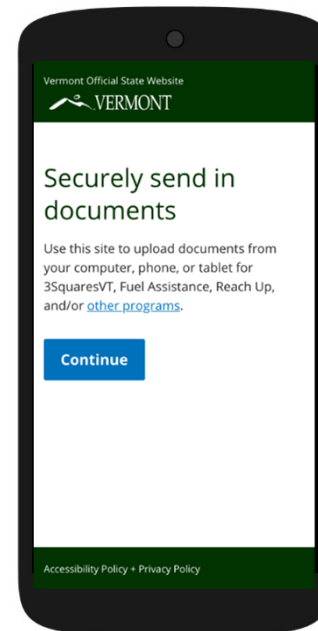 Vermont Official State Website
VERMONT
Securely send in
documents
Use this site to upload documents from
your computer, phone, or tablet for
3SquaresVT, Fuel Assistance, Reach Up,
and/or other programs.
Continue
Accessibility Policy + Privacy Policy